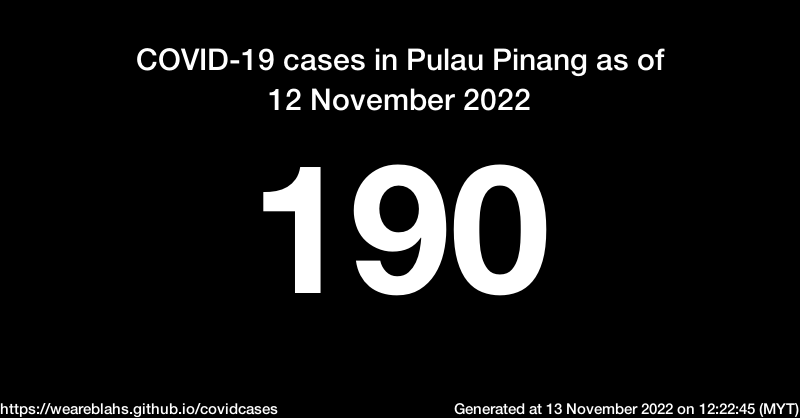 COVID-19 cases in Pulau Pinang as of
12 November 2022
190
https://weareblahs.github.io/covidcases
Generated at 13 November 2022 on 12:22:45 (MYT)